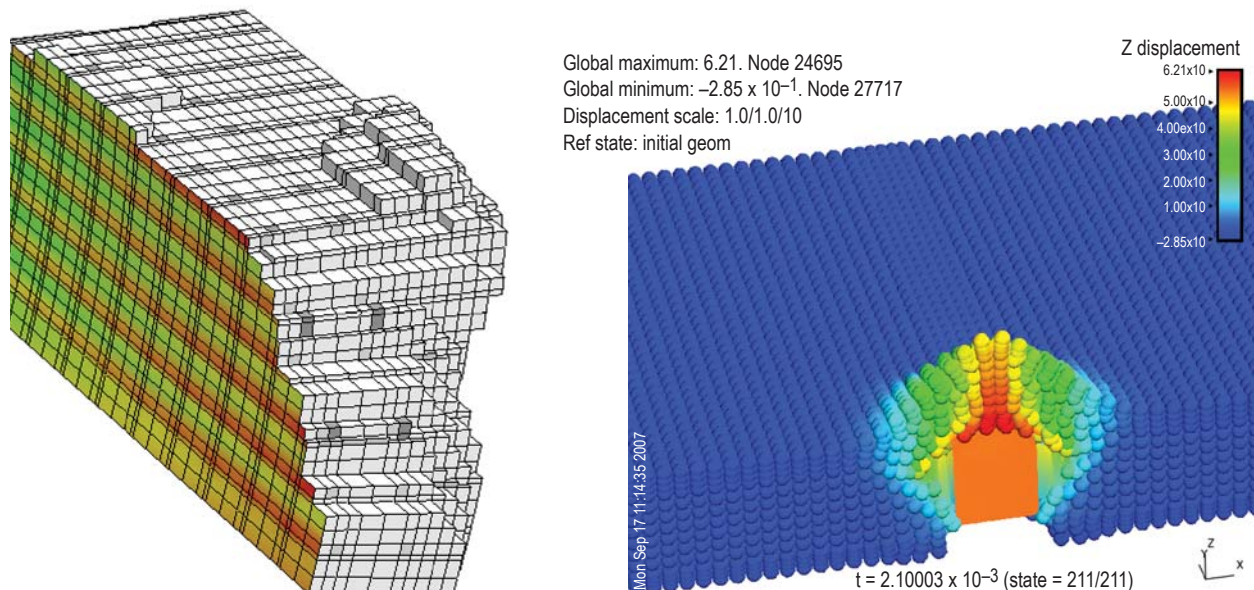 Global maximum: 6.21. Node 24695
Global minimum: –2.85 x 10–1. Node 27717
Displacement scale: 1.0/1.0/10
Ref state: initial geom
Z displacement
6.21x10
5.00x10
4.00ex10
3.00x10
2.00x10
1.00x10
–2.85x10
Mon Sep 17 11:14:35 2007
t = 2.10003 x 10–3 (state = 211/211)
Z
Y
X